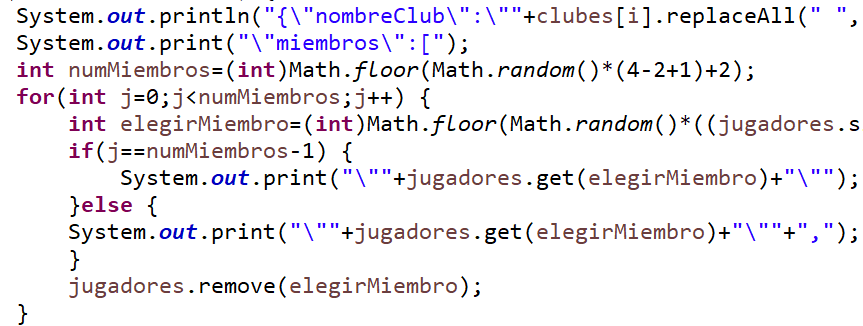 System.out.println("{\"nombreClub\":\""+clubes[i].replaceAll(" ",
System.out.print("\"miembros\":[");
int numMiembros=(int)Math.floor(Math.random()*(4-2+1)+2);
for(int j=0;j<numMiembros;j++) {
int elegirMiembro=(int)Math.floor(Math.random()*((jugadores.s
if(j==numMiembros-1) {
System.out.print("\""+jugadores.get(elegirMiembro)+"\"");
}else {
System.out.print("\""+jugadores.get(elegirMiembro)+"\""+",");
}
jugadores.remove(elegirMiembro);
}